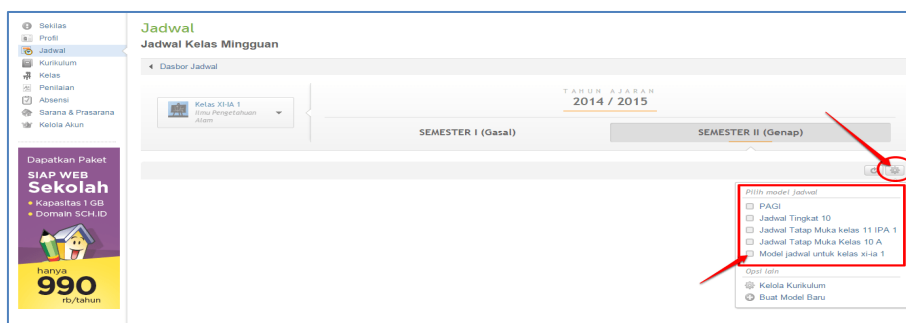 Sekilas
Profil
Jadwal
Kurikulum
Kelas
Penilaian
Absensi
Sarana & Prasarana
Kelola Akun
Dapatkan Paket
SIAP WEB
Sekolah
• Kapasitas 1 GB
• Domain SCH.ID
hanya
990
rb/tahun
Jadwal
Jadwal Kelas Mingguan
Dasbor Jadwal
Kelas XI-IA 1
Ilmu Pengetahuan
Alam
TAHUN AJARAN
2014 / 2015
SEMESTER I (Gasal)
SEMESTER II (Genap)
Pilih model jadwal
PAGI
Jadwal Tingkat 10
Jadwal Tatap Muka kelas 11 IPA 1
Jadwal Tatap Muka Kelas 10 A
Model jadwal untuk kelas xi-ia 1
Opsi lain
Kelola Kurikulum
Buat Model Baru